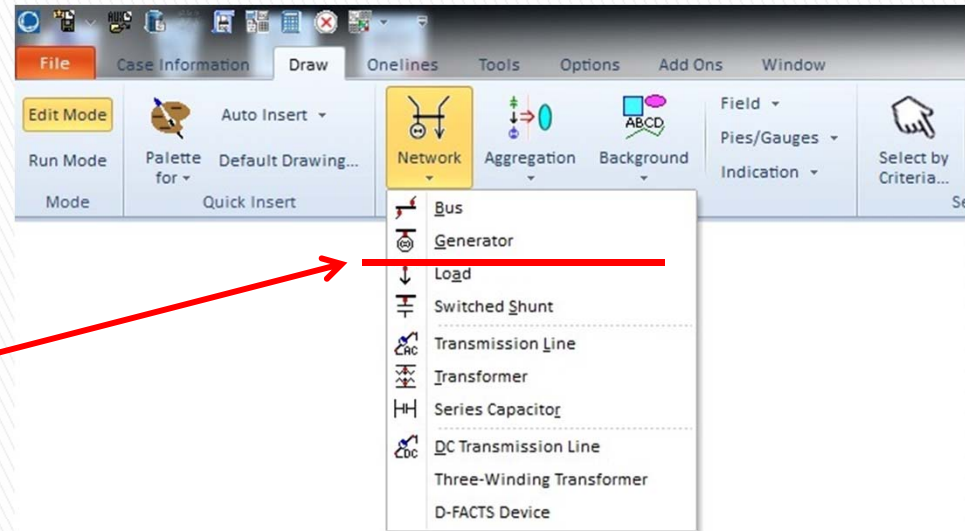 AUX
File Case Information Draw Onelines Tools Options Add Ons Window
Edit Mode
Run Mode
Mode
Palette for
Auto Insert
Default Drawing...
Quick Insert
Network
Aggregation
ABCD
Background
Field
Pies/Gauges
Indication
Select by
Criteria...
Se
Bus
Generator
Load
Switched Shunt
AC
Transmission Line
Transformer
Series Capacitor
DC
DC Transmission Line
Three-Winding Transformer
D-FACTS Device